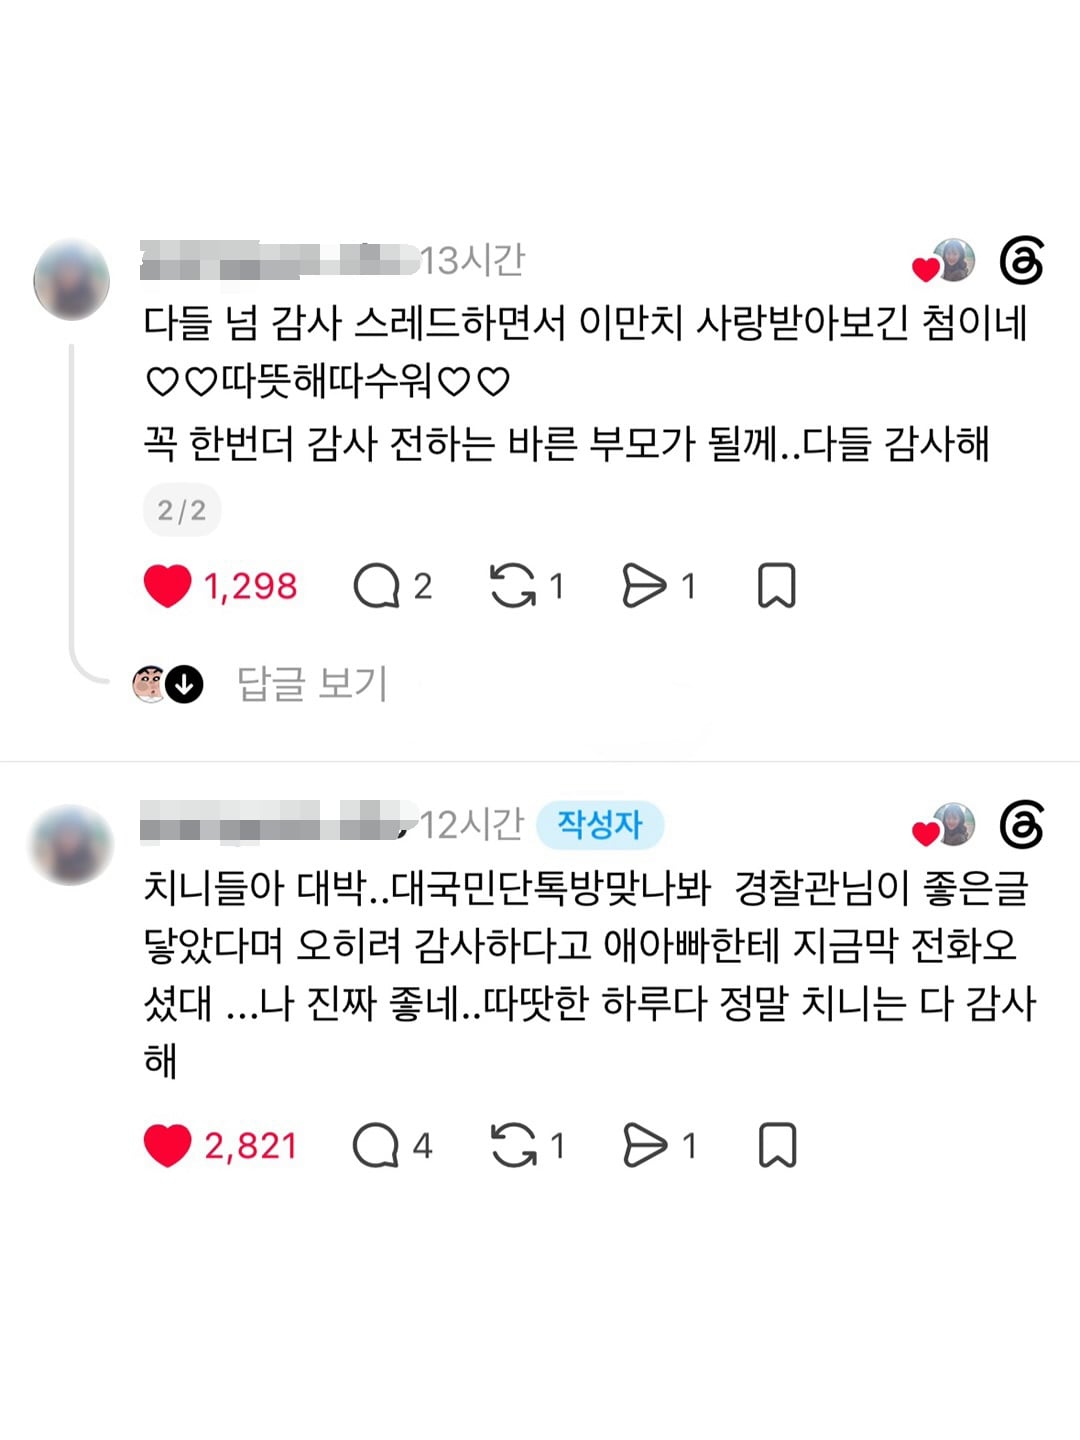 13시간
다들 넘 감사 스레드하면서 이만치 사랑받아보긴 첨이네
♡♡따뜻해따수워♡♡
꼭 한번더 감사 전하는 바른 부모가 될께..다들 감사해
2/2
1,298 2 1 1
답글 보기
12시간 작성자
치니들아 대박..대국민단톡방맞나봐 경찰관님이 좋은글
닿았다며 오히려 감사하다고 애아빠한테 지금막 전화오
셨대 ...나 진짜 좋네..따땃한 하루다 정말 치니는 다 감사
해
2,821 4 1 1